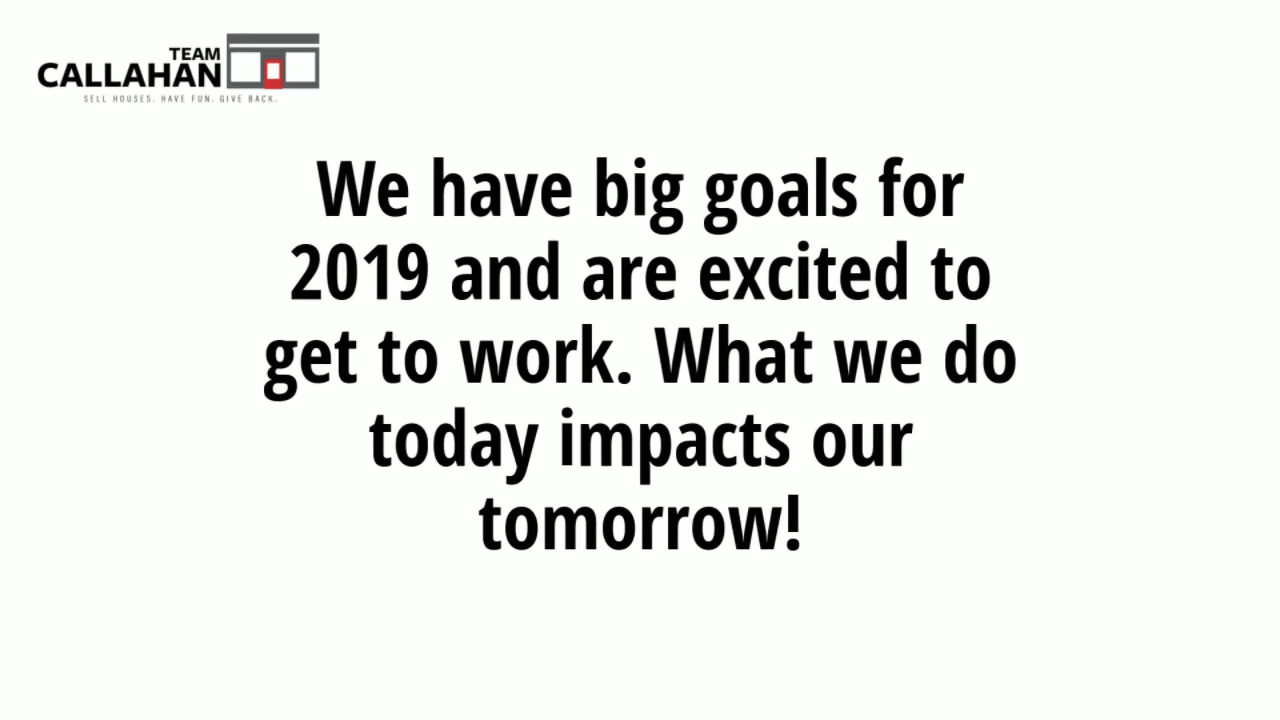 TEAM
CALLAHAN
SELL HOUSES. HAVE FUN. GIVE BACK.
We have big goals for
2019 and are excited to
get to work. What we do
today impacts our
tomorrow!